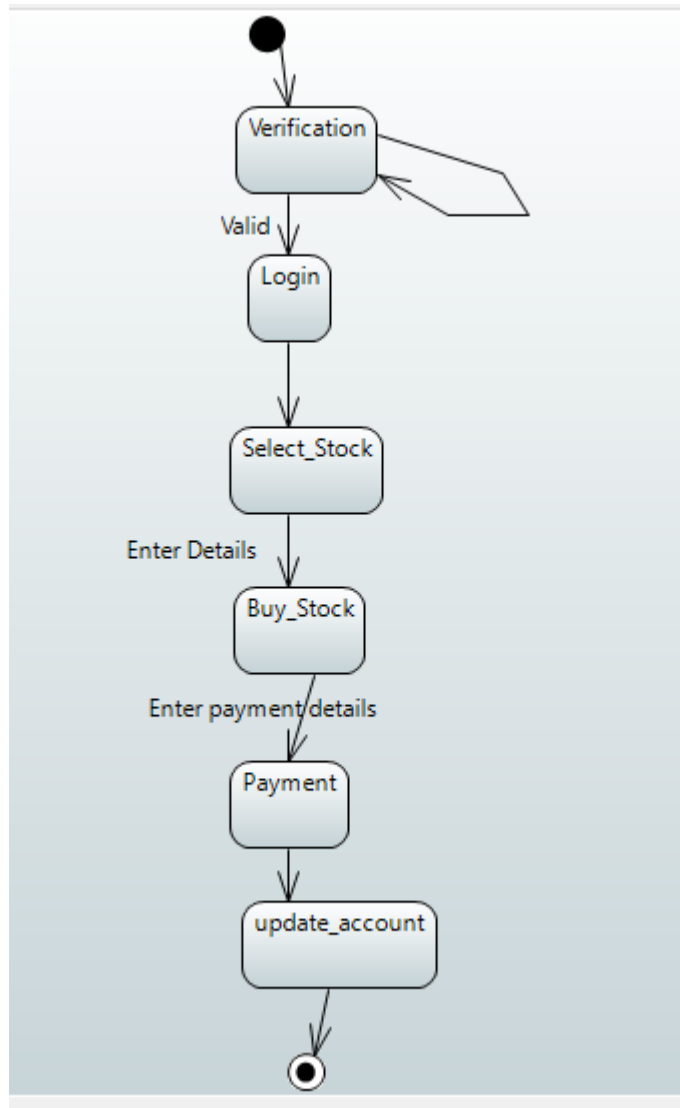 Verification
Valid
Login
Select_Stock
Enter Details
Buy_Stock
Enter payment details
Payment
update_account